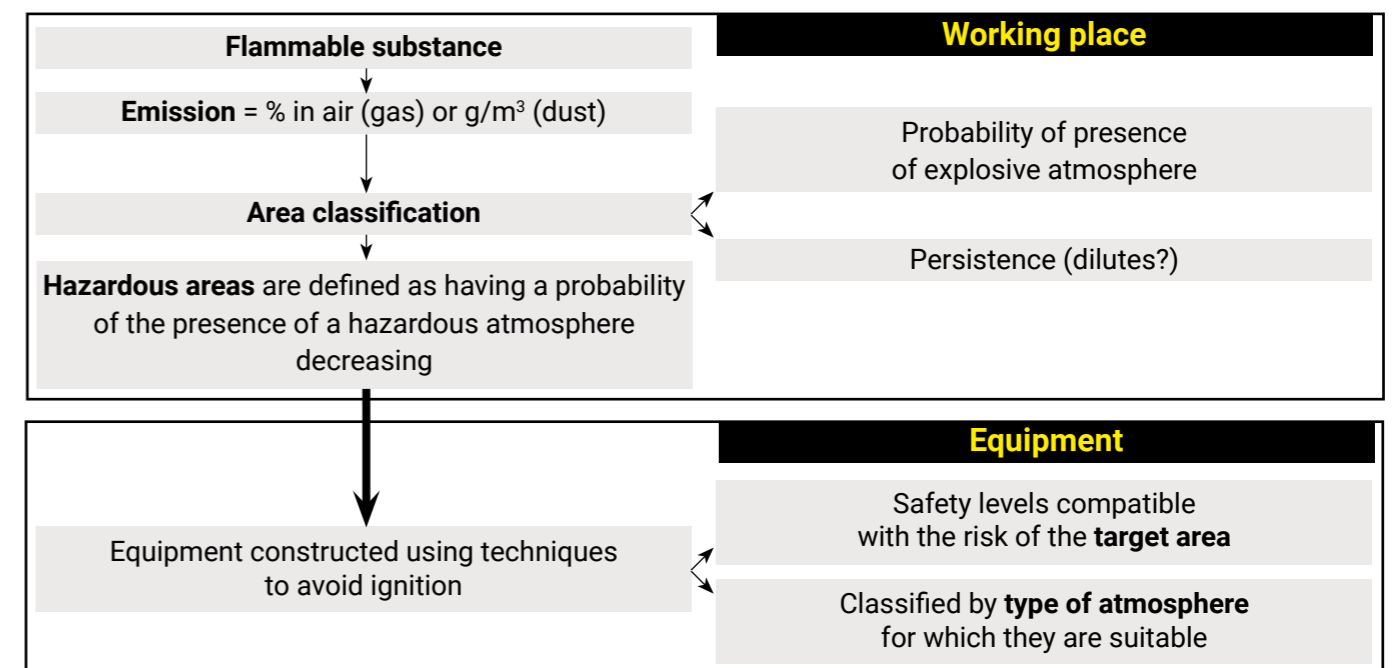 Flammable substance
Emission = % in air (gas) or g/m³ (dust)
Area classification
Hazardous areas are defined as having a probability
of the presence of a hazardous atmosphere
decreasing
Working place
Probability of presence
of explosive atmosphere
Persistence (dilutes?)
Equipment constructed using techniques
to avoid ignition
Equipment
Safety levels compatible
with the risk of the target area
Classified by type of atmosphere
for which they are suitable